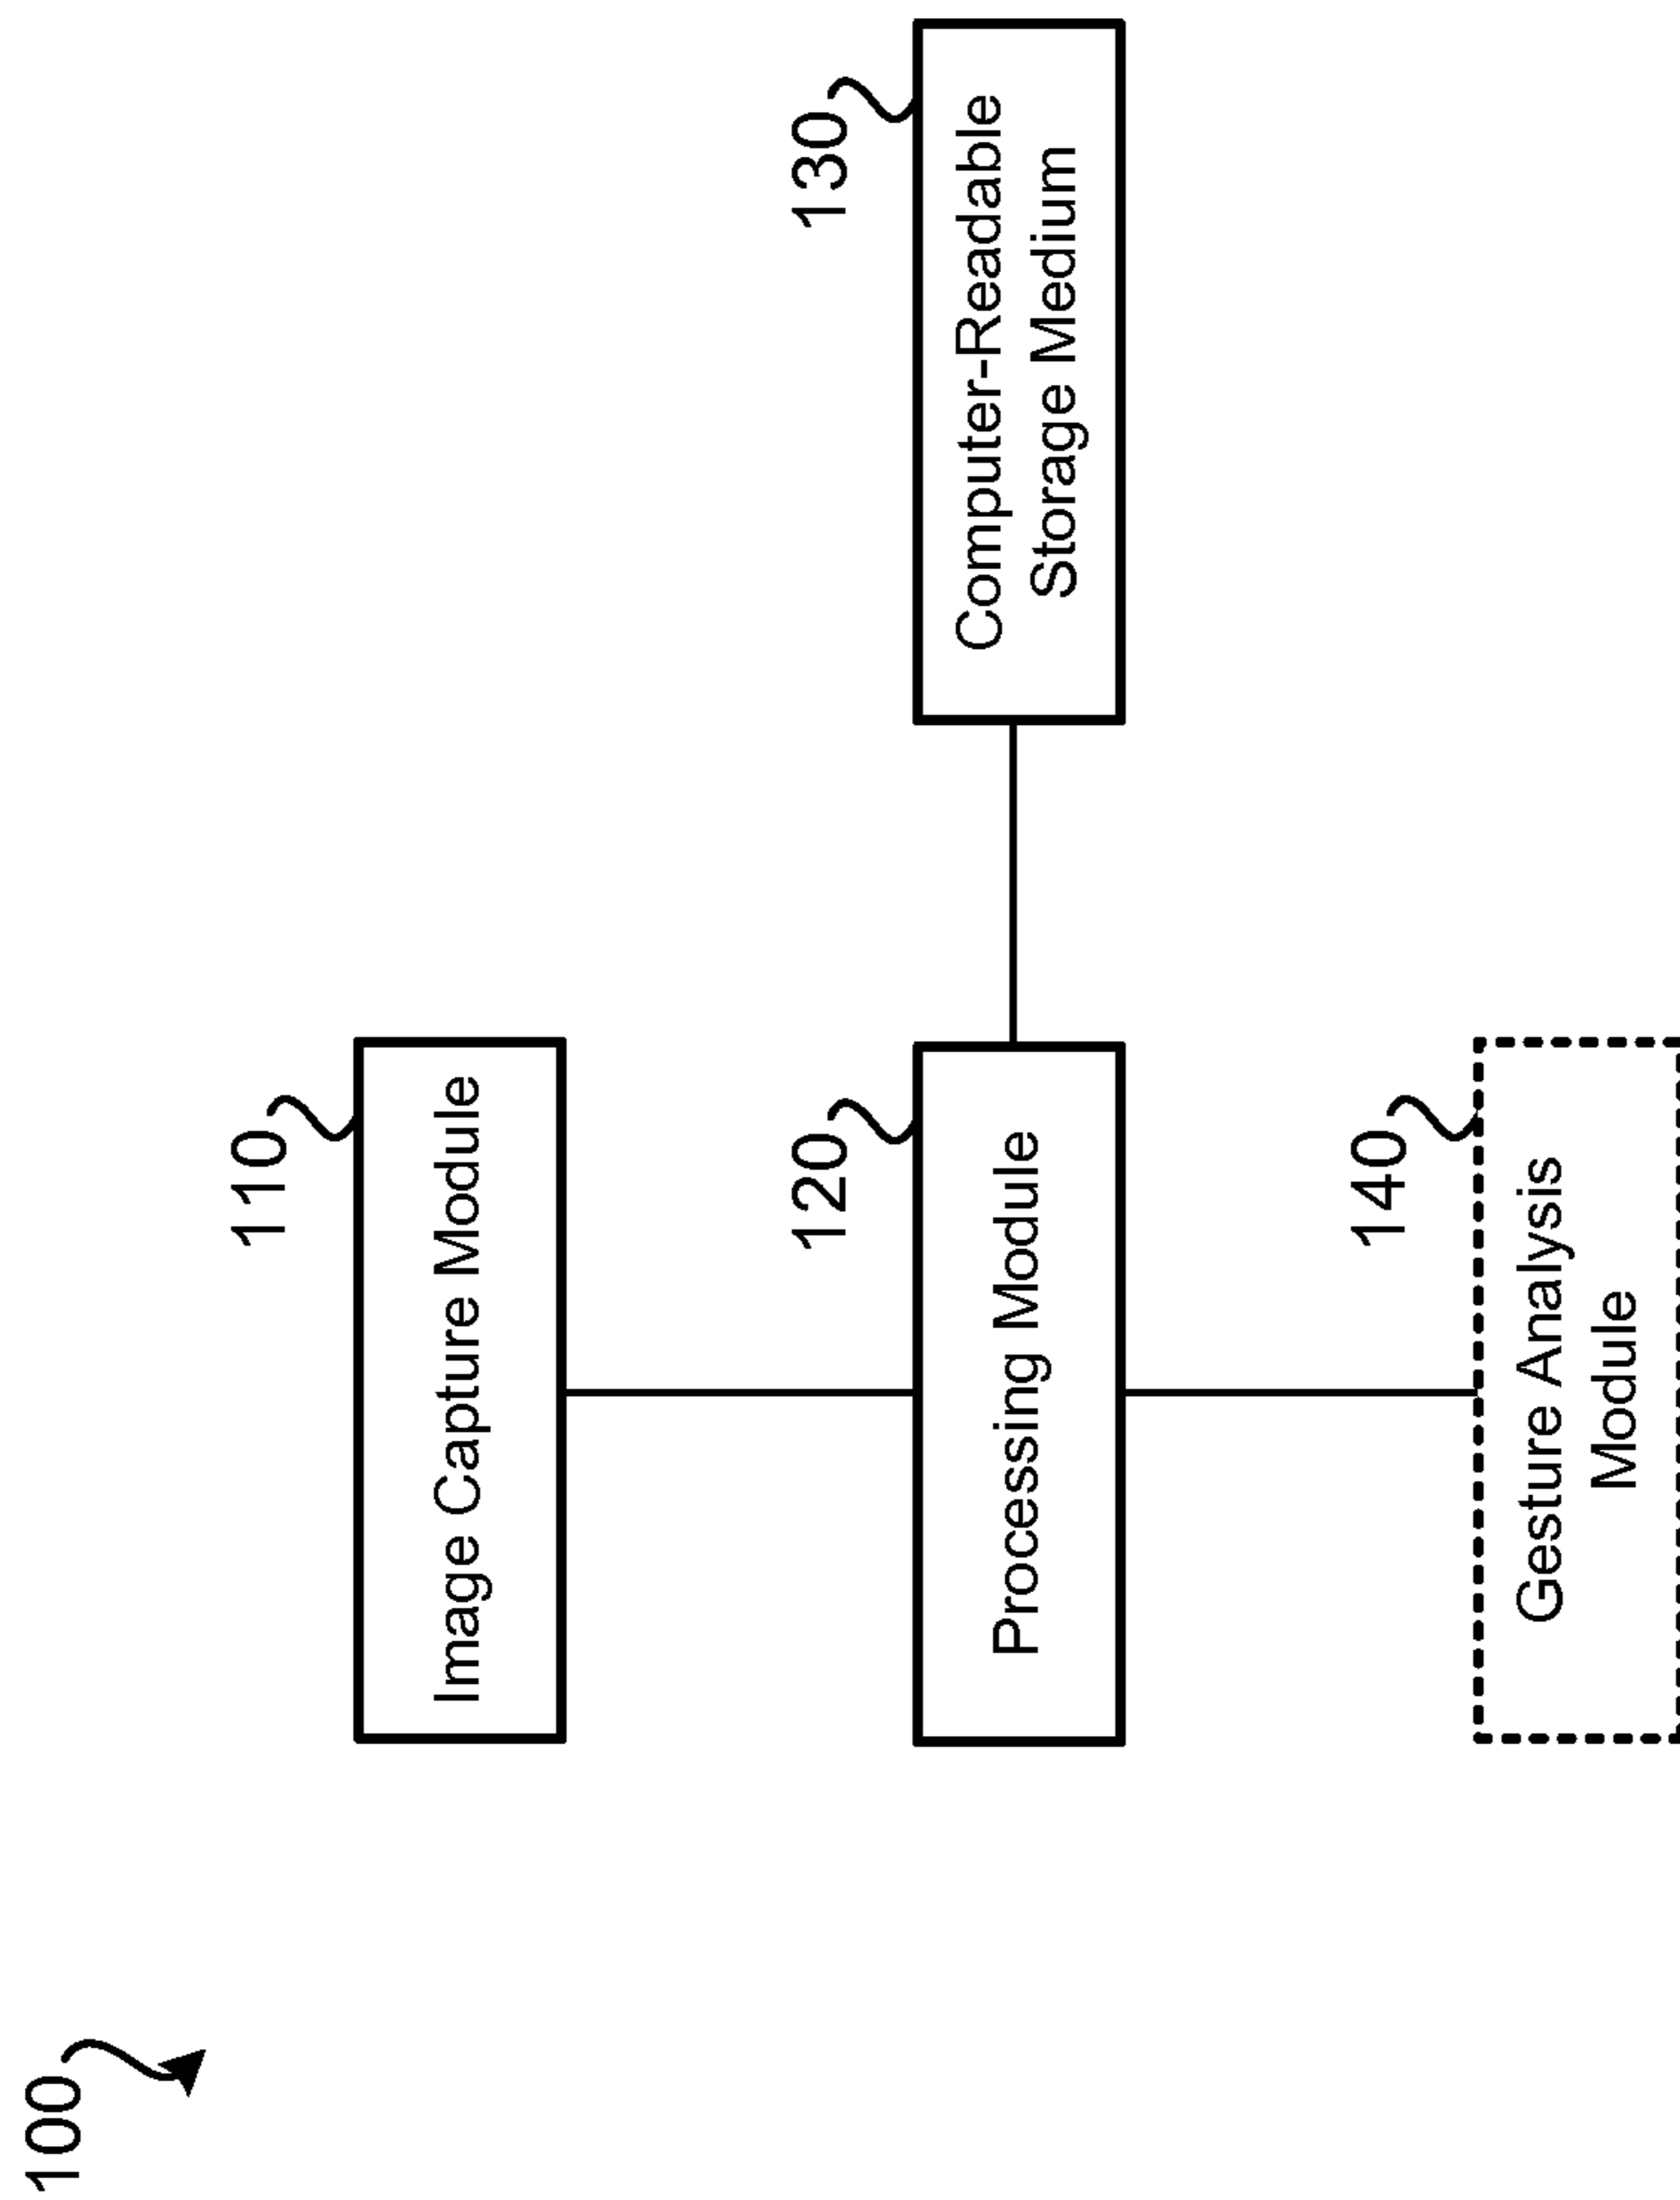 100
110
Image Capture Module
120
Processing Module
130
Computer-Readable
Storage Medium
140
Gesture Analysis
Module